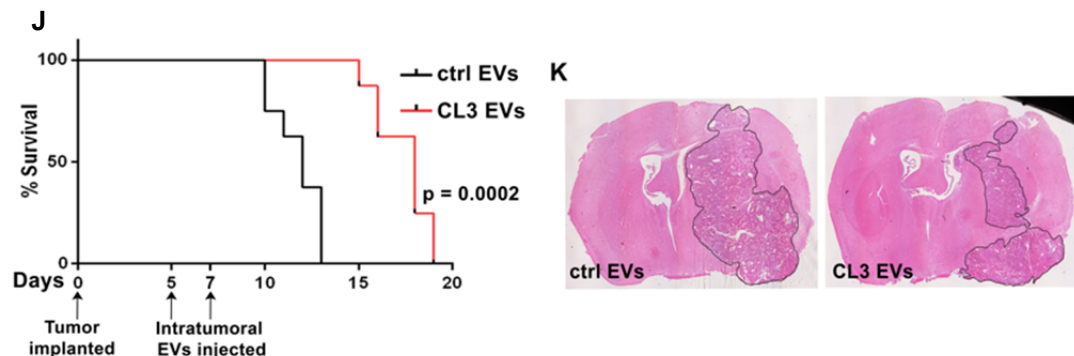 J
100
50
0
% Survival
ctrl EVs
CL3 EVs
p = 0.0002
Days 0 5 7 10 15 20
Tumor
implanted
Intratumoral
EVs injected
K
ctrl EVs
CL3 EVs